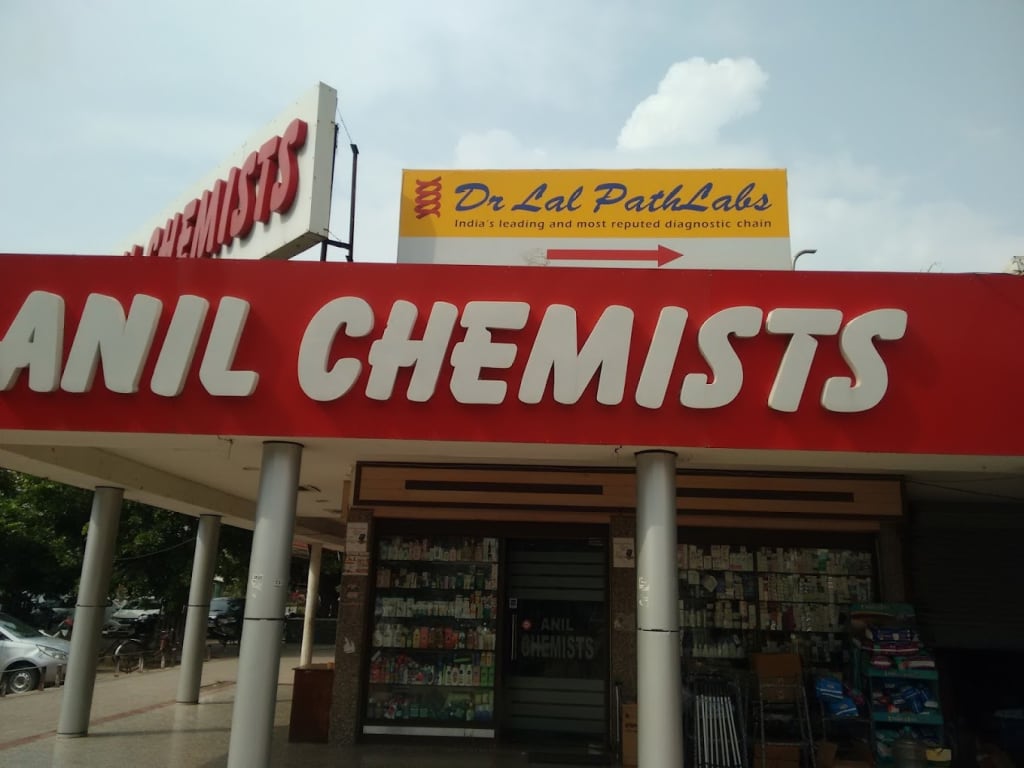 CHEMISTS
Dr Lal PathLabs
India's leading and most reputed diagnostic chain
ANIL CHEMISTS
ANIL
CHEMISTS